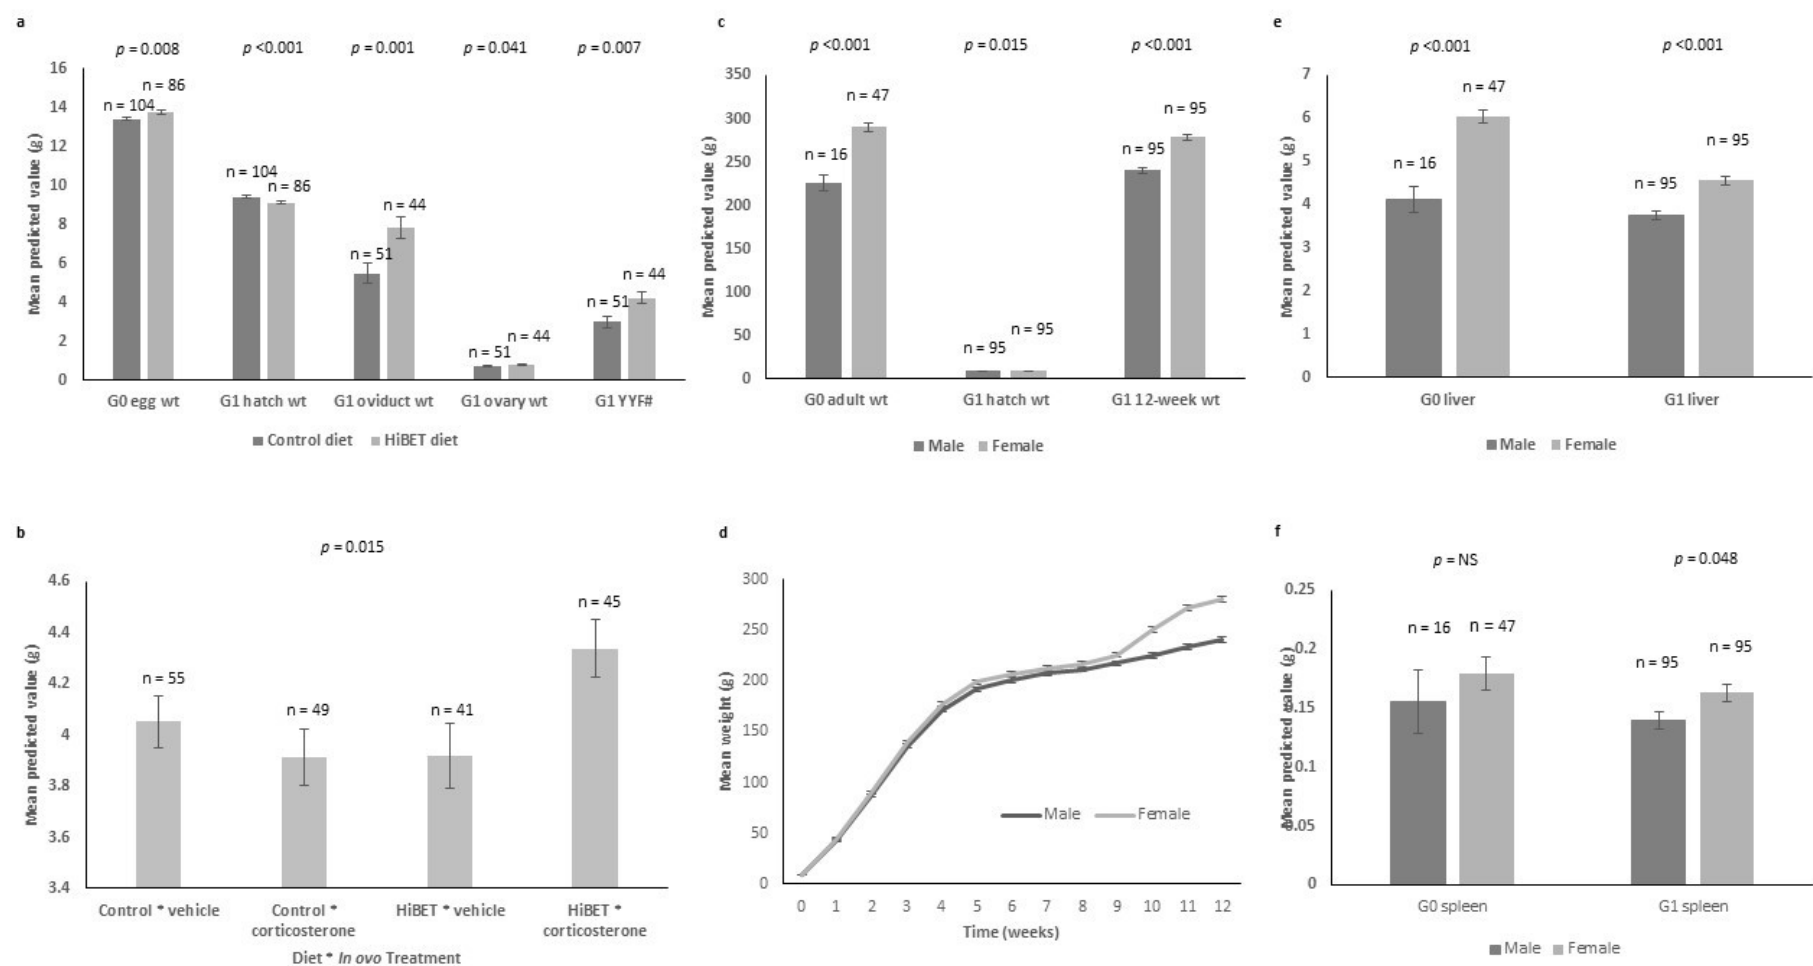 a
p = 0.008
p <0.001
p = 0.001
p = 0.041
p = 0.007
Mean predicted value (g)
16
14
12
10
8
6
4
2
0
n = 104
n = 86
n = 104
n = 86
n = 51
n = 44
n = 51
n = 44
n = 51
n = 44
G0 egg wt
G1 hatch wt
G1 oviduct wt
G1 ovary wt
G1 YYF#
Control diet
HiBET diet
c
p <0.001
p = 0.015
p <0.001
Mean predicted value (g)
350
300
250
200
150
100
50
0
n = 16
n = 47
n = 95
n = 95
n = 95
n = 95
G0 adult wt
G1 hatch wt
G1 12-week wt
Male
Female
e
p <0.001
p <0.001
Mean predicted value (g)
7
6
5
4
3
2
1
0
n = 16
n = 47
n = 95
n = 95
G0 liver
G1 liver
Male
Female
b
p = 0.015
Mean predicted value (g)
4.6
4.4
4.2
4
3.8
3.6
3.4
n = 55
n = 49
n = 41
n = 45
Control * vehicle
Control *
corticosterone
HiBET * vehicle
HiBET *
corticosterone
Diet * In ovo Treatment
d
Mean weight (g)
300
250
200
150
100
50
0
Male
Female
0 1 2 3 4 5 6 7 8 9 10 11 12
Time (weeks)
f
p = NS
p = 0.048
Mean predicted value (g)
0.25
0.2
0.15
0.1
0.05
0
n = 16
n = 47
n = 95
n = 95
G0 spleen
G1 spleen
Male
Female